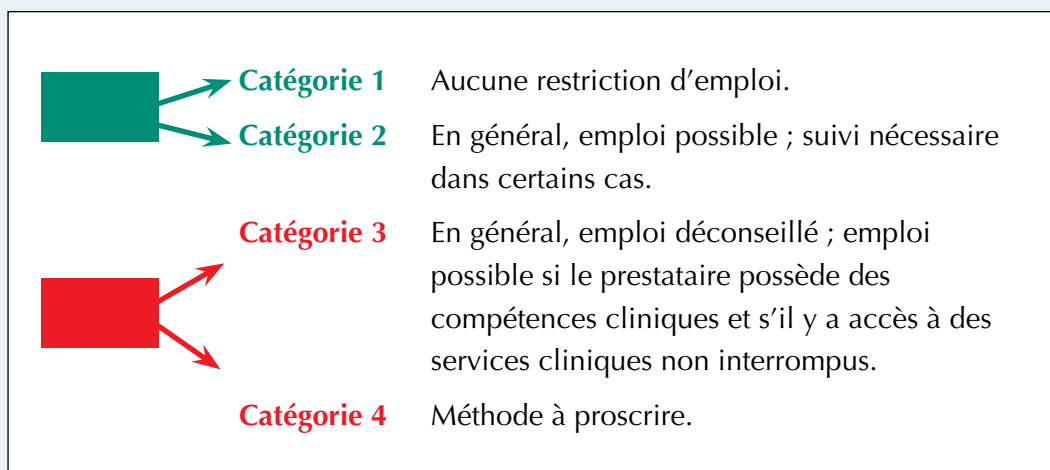 Catégorie 1 Aucune restriction d’emploi.
Catégorie 2 En général, emploi possible ; suivi nécessaire
dans certains cas.
Catégorie 3 En général, emploi déconseillé ; emploi
possible si le prestataire possède des
compétences cliniques et s’il y a accès à des
services cliniques non interrompus.
Catégorie 4 Méthode à proscrire.